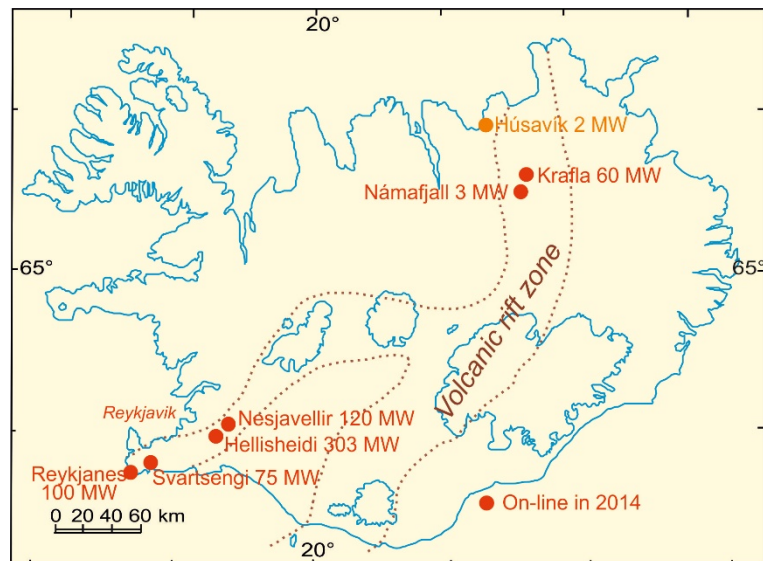 20°
Húsavík 2 MW
Krafla 60 MW
Námafjall 3 MW
65°
65°
Volcanic rift zone
Reykjavik
Nesjavellir 120 MW
Hellisheidi 303 MW
Reykjanes
100 MW
Svartsengi 75 MW
On-line in 2014
0 20 40 60 km
20°